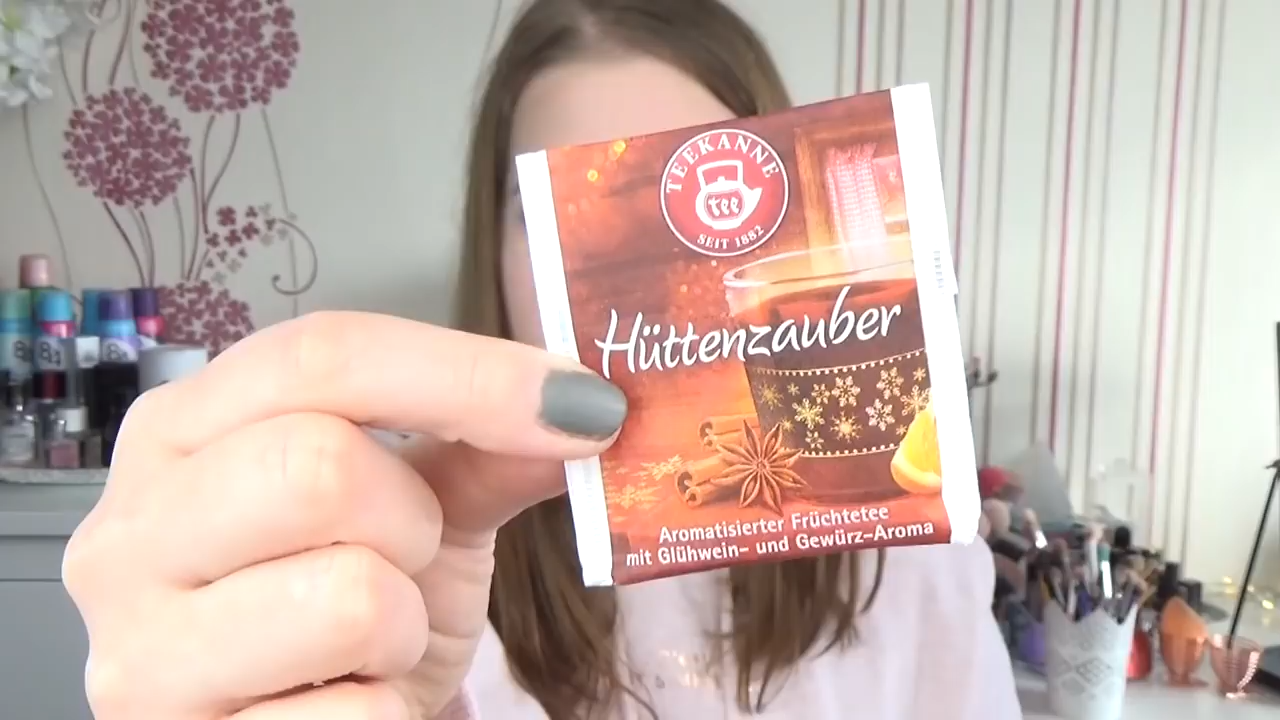 TEEKANNE
tee
SEIT 1882
Hüttenzauber
Aromatisierter Früchtetee
mit Glühwein- und Gewürz-Aroma